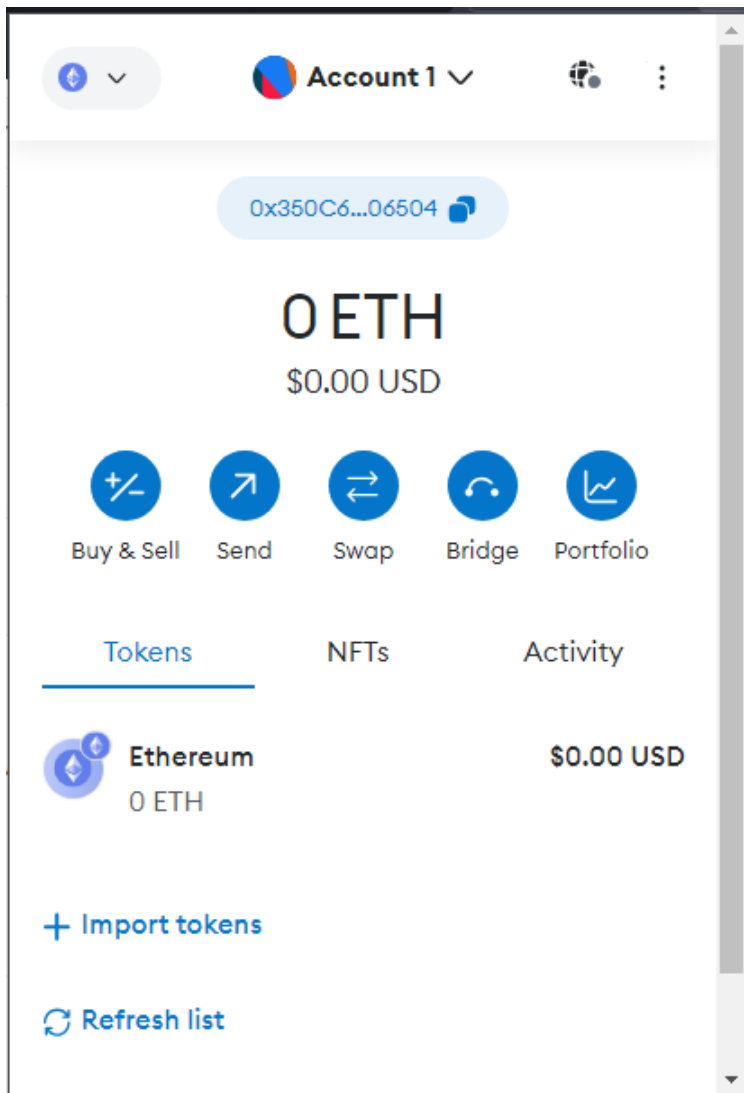 Account 1
0x350C6...06504
0 ETH
$0.00 USD
Buy & Sell Send Swap Bridge Portfolio
Tokens NFTs Activity
Ethereum $0.00 USD
0 ETH
Import tokens
Refresh list